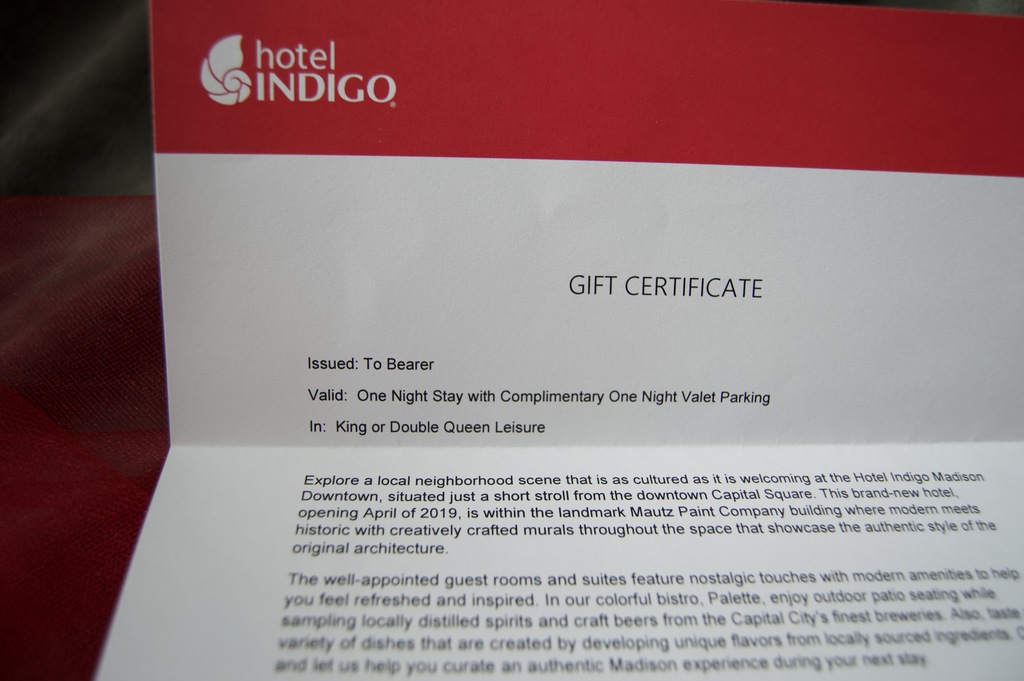 hotel
INDIGO®
GIFT CERTIFICATE
Issued: To Bearer
Valid: One Night Stay with Complimentary One Night Valet Parking
In: King or Double Queen Leisure
Explore a local neighborhood scene that is as cultured as it is welcoming at the Hotel Indigo Madison
Downtown, situated just a short stroll from the downtown Capital Square. This brand-new hotel,
opening April of 2019, is within the landmark Mautz Paint Company building where modern meets
historic with creatively crafted murals throughout the space that showcase the authentic style of the
original architecture.
The well-appointed guest rooms and suites feature nostalgic touches with modern amenities to help
you feel refreshed and inspired. In our colorful bistro, Palette, enjoy outdoor patio seating while
sampling locally distilled spirits and craft beers from the Capital City's finest breweries. Also, taste
variety of dishes that are created by developing unique flavors from locally sourced ingredients.
and let us help you curate an authentic Madison experience during your next stay.